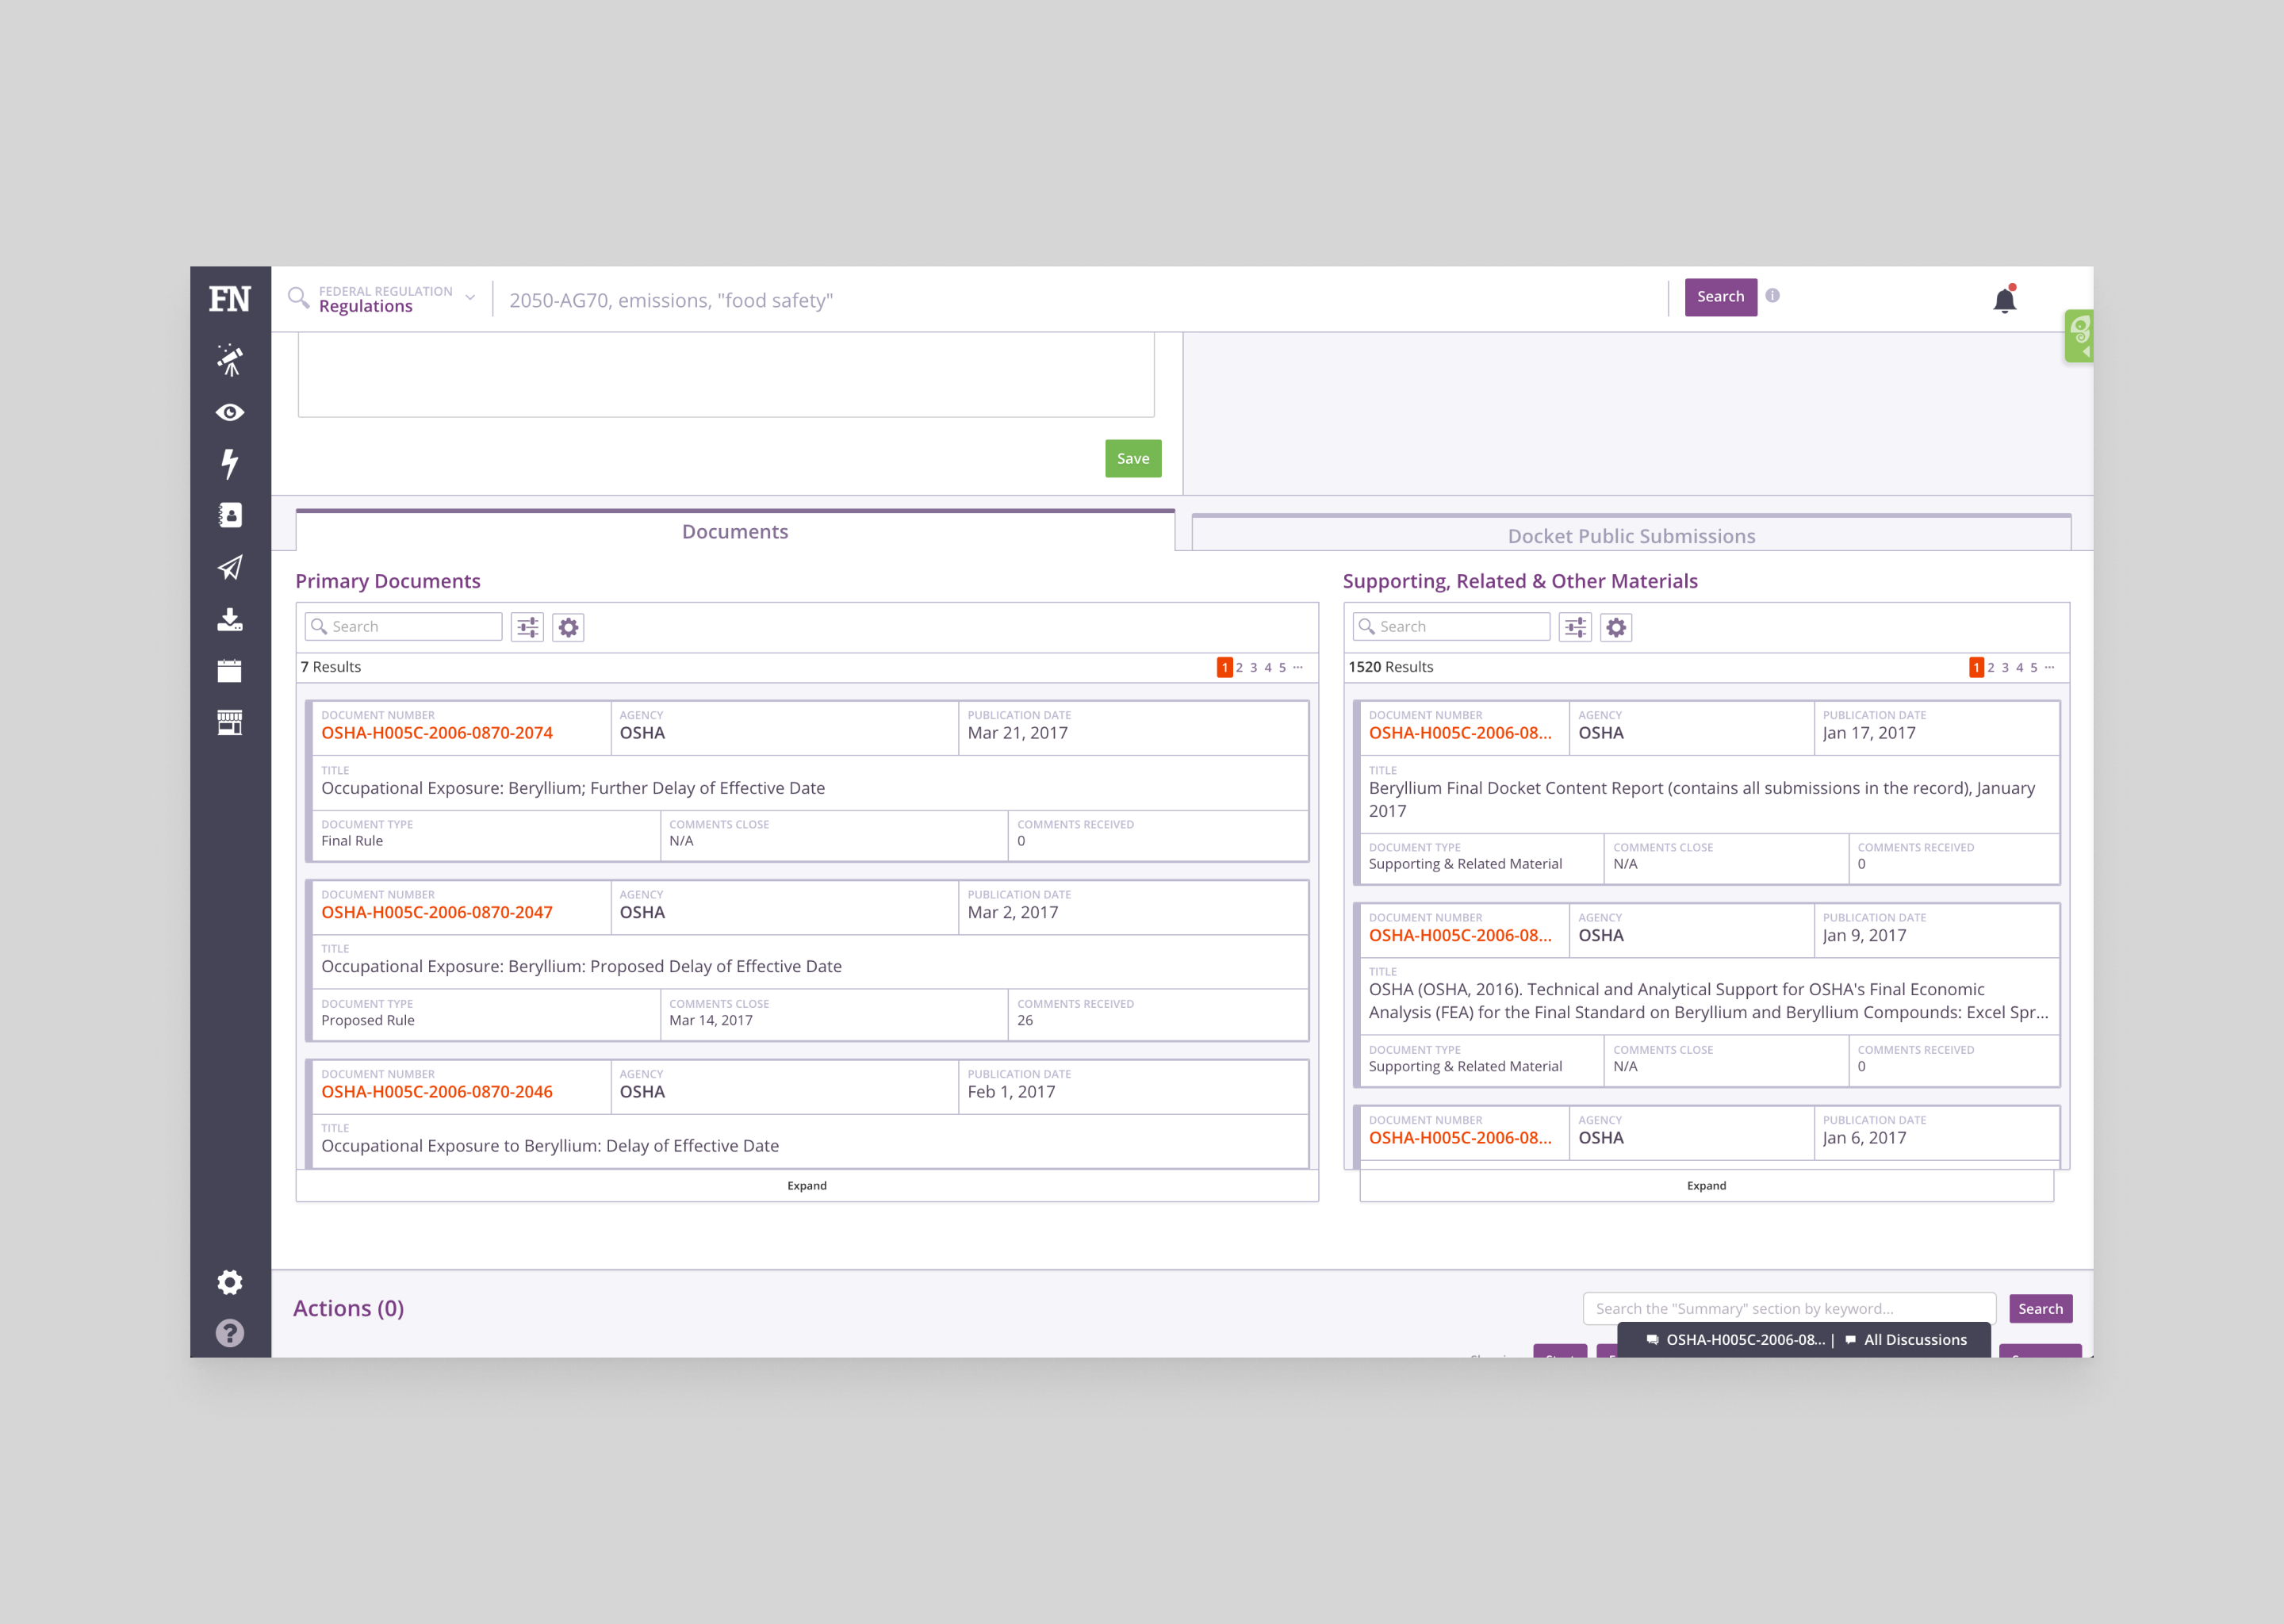 FN
FEDERAL REGULATION
Regulations
2050-AG70, emissions, "food safety"
Search
Save
Documents
Docket Public Submissions
Primary Documents
Search
7 Results
1 2 3 4 5 ...
DOCUMENT NUMBER
OSHA-H005C-2006-0870-2074
AGENCY
OSHA
PUBLICATION DATE
Mar 21, 2017
TITLE
Occupational Exposure: Beryllium; Further Delay of Effective Date
DOCUMENT TYPE
Final Rule
COMMENTS CLOSE
N/A
COMMENTS RECEIVED
0
DOCUMENT NUMBER
OSHA-H005C-2006-0870-2047
AGENCY
OSHA
PUBLICATION DATE
Mar 2, 2017
TITLE
Occupational Exposure: Beryllium: Proposed Delay of Effective Date
DOCUMENT TYPE
Proposed Rule
COMMENTS CLOSE
Mar 14, 2017
COMMENTS RECEIVED
26
DOCUMENT NUMBER
OSHA-H005C-2006-0870-2046
AGENCY
OSHA
PUBLICATION DATE
Feb 1, 2017
TITLE
Occupational Exposure to Beryllium: Delay of Effective Date
Expand
Supporting, Related & Other Materials
Search
1520 Results
1 2 3 4 5 ...
DOCUMENT NUMBER
OSHA-H005C-2006-08...
AGENCY
OSHA
PUBLICATION DATE
Jan 17, 2017
TITLE
Beryllium Final Docket Content Report (contains all submissions in the record), January
2017
DOCUMENT TYPE
Supporting & Related Material
COMMENTS CLOSE
N/A
COMMENTS RECEIVED
0
DOCUMENT NUMBER
OSHA-H005C-2006-08...
AGENCY
OSHA
PUBLICATION DATE
Jan 9, 2017
TITLE
OSHA (OSHA, 2016). Technical and Analytical Support for OSHA's Final Economic
Analysis (FEA) for the Final Standard on Beryllium and Beryllium Compounds: Excel Spr...
DOCUMENT TYPE
Supporting & Related Material
COMMENTS CLOSE
N/A
COMMENTS RECEIVED
0
DOCUMENT NUMBER
OSHA-H005C-2006-08...
AGENCY
OSHA
PUBLICATION DATE
Jan 6, 2017
Expand
Actions (0)
Search the "Summary" section by keyword...
Search
OSHA-H005C-2006-08... | All Discussions